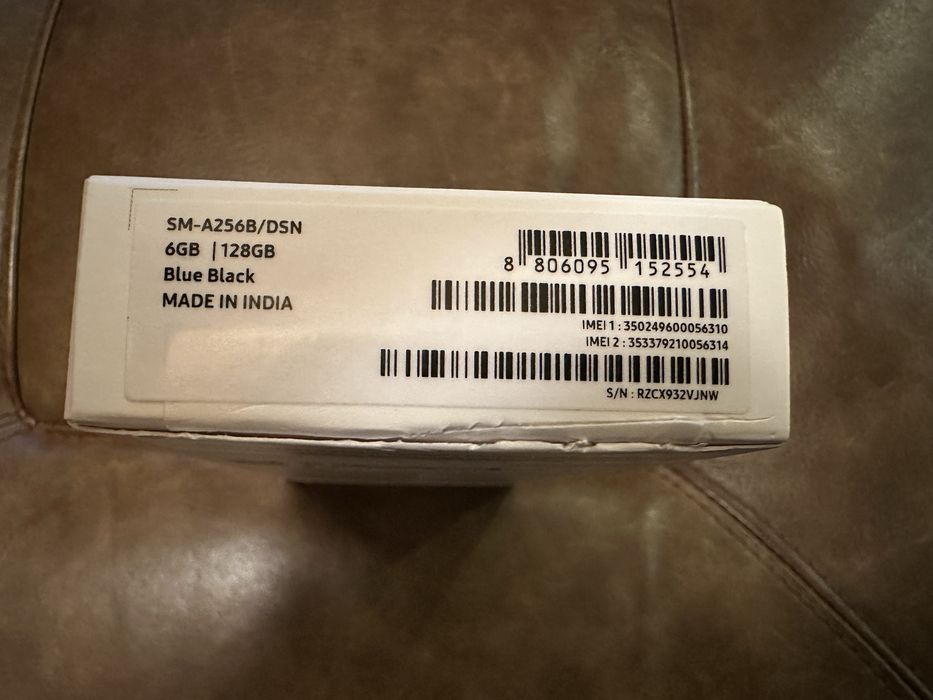 SM-A256B/DSN
6GB | 128GB
Blue Black
MADE IN INDIA
8 806095 152554
IMEI 1 : 350249600056310
IMEI 2 : 353379210056314
S/N : RZCX932VJNW